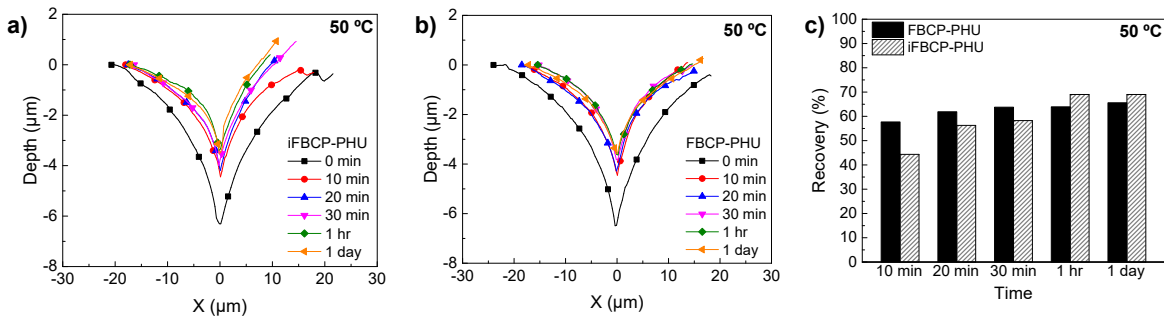 a)
50 ºC
2
0
-2
-4
-6
-8
Depth (µm)
iFBCP-PHU
0 min
10 min
20 min
30 min
1 hr
1 day
-30 -20 -10 0 10 20 30
X (µm)
b)
50 ºC
2
0
-2
-4
-6
-8
Depth (µm)
FBCP-PHU
0 min
10 min
20 min
30 min
1 hr
1 day
-30 -20 -10 0 10 20 30
X (µm)
c)
50 ºC
FBCP-PHU
iFBCP-PHU
100
90
80
70
60
50
40
30
20
10
0
Recovery (%)
10 min 20 min 30 min 1 hr 1 day
Time